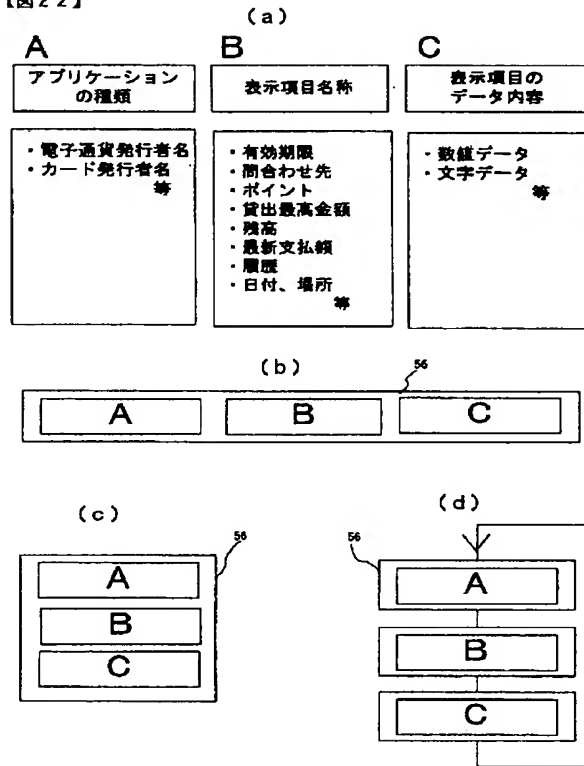 【図２２】
(a)
A
B
C
アプリケーション
の種類
表示項目名称
表示項目の
データ内容
・電子通貨発行者名
・カード発行者名
等
・有効期限
・問合わせ先
・ポイント
・貸出最高金額
・残高
・最新支払額
・履歴
・日付、場所
等
・数値データ
・文字データ
等
(b)
56
A
B
C
(c)
56
A
B
C
(d)
56
A
B
C